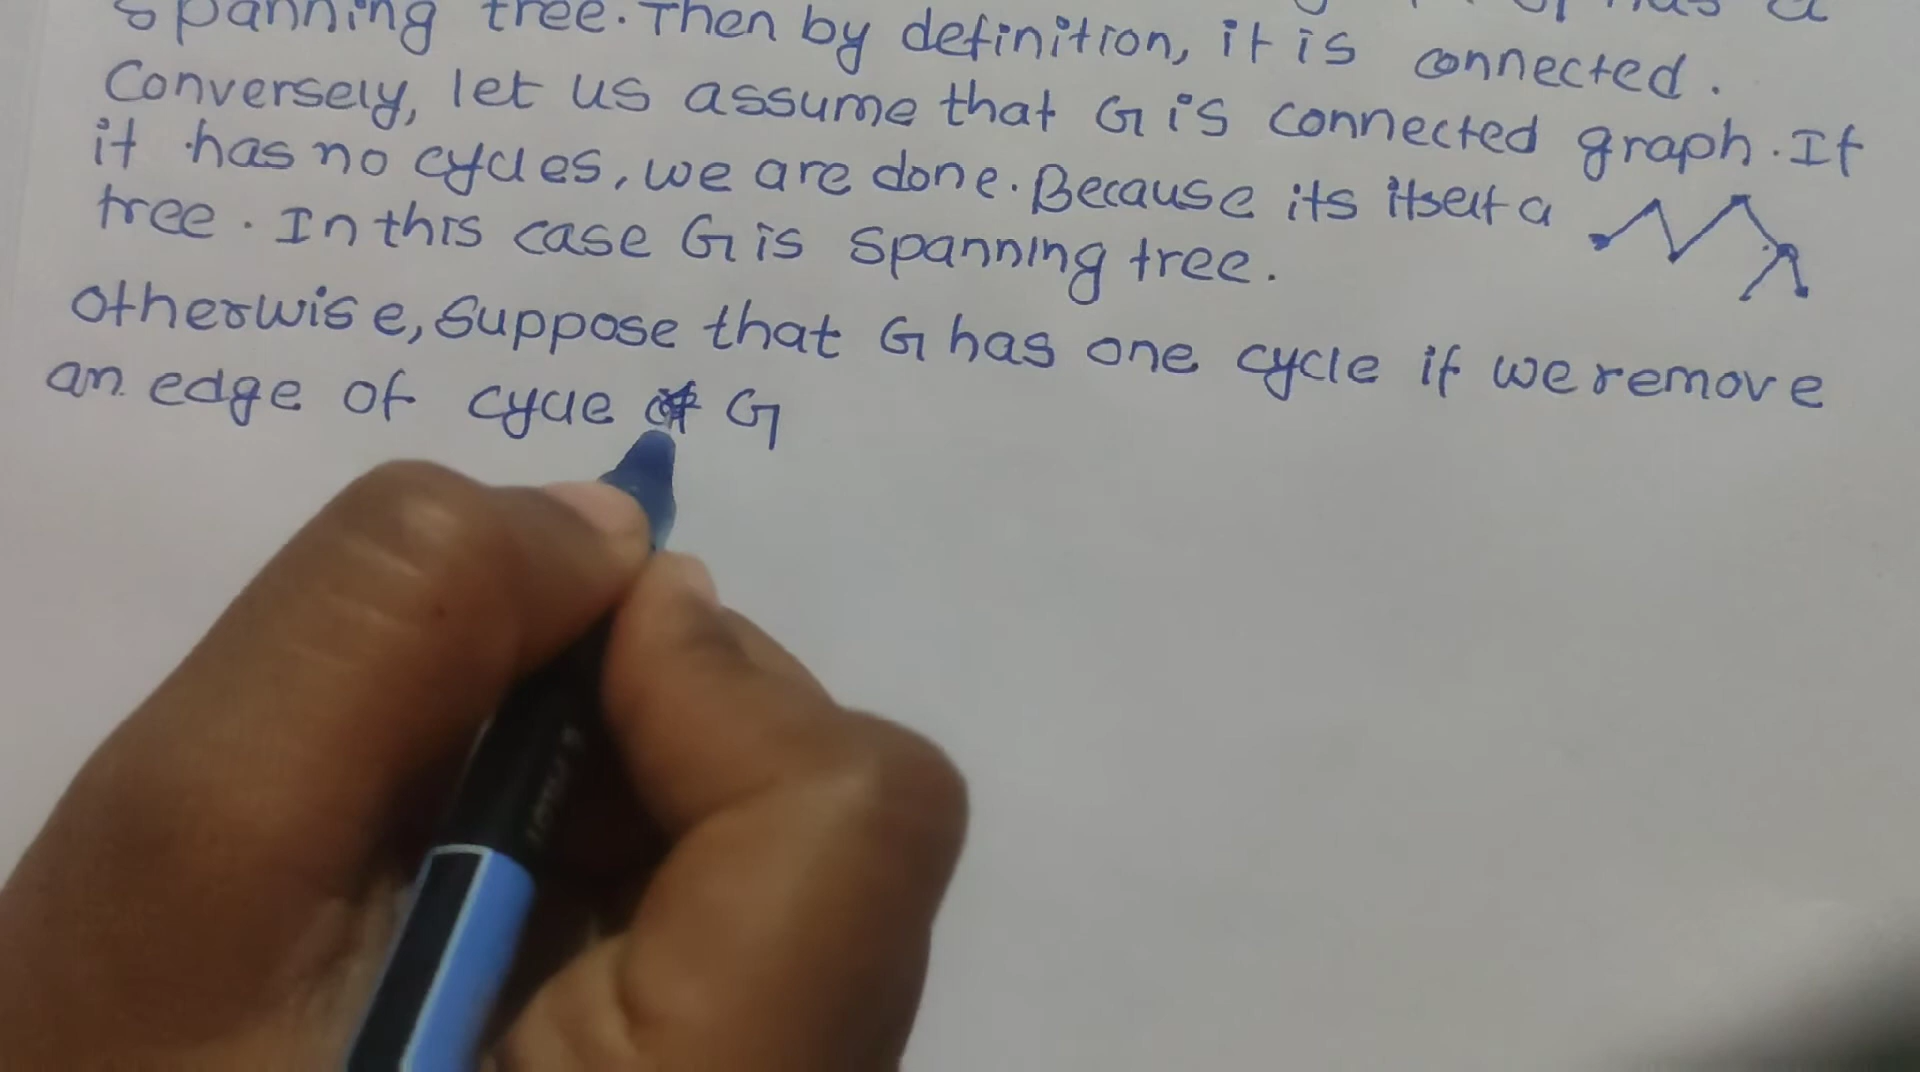 spanning tree. Then by definition, it is connected.
Conversely, let us assume that G is connected graph. If
it has no cycles, we are done. Because its itself a
tree. In this case G is spanning tree.
otherwise, suppose that G has one cycle if we remove
an edge of cycle of G